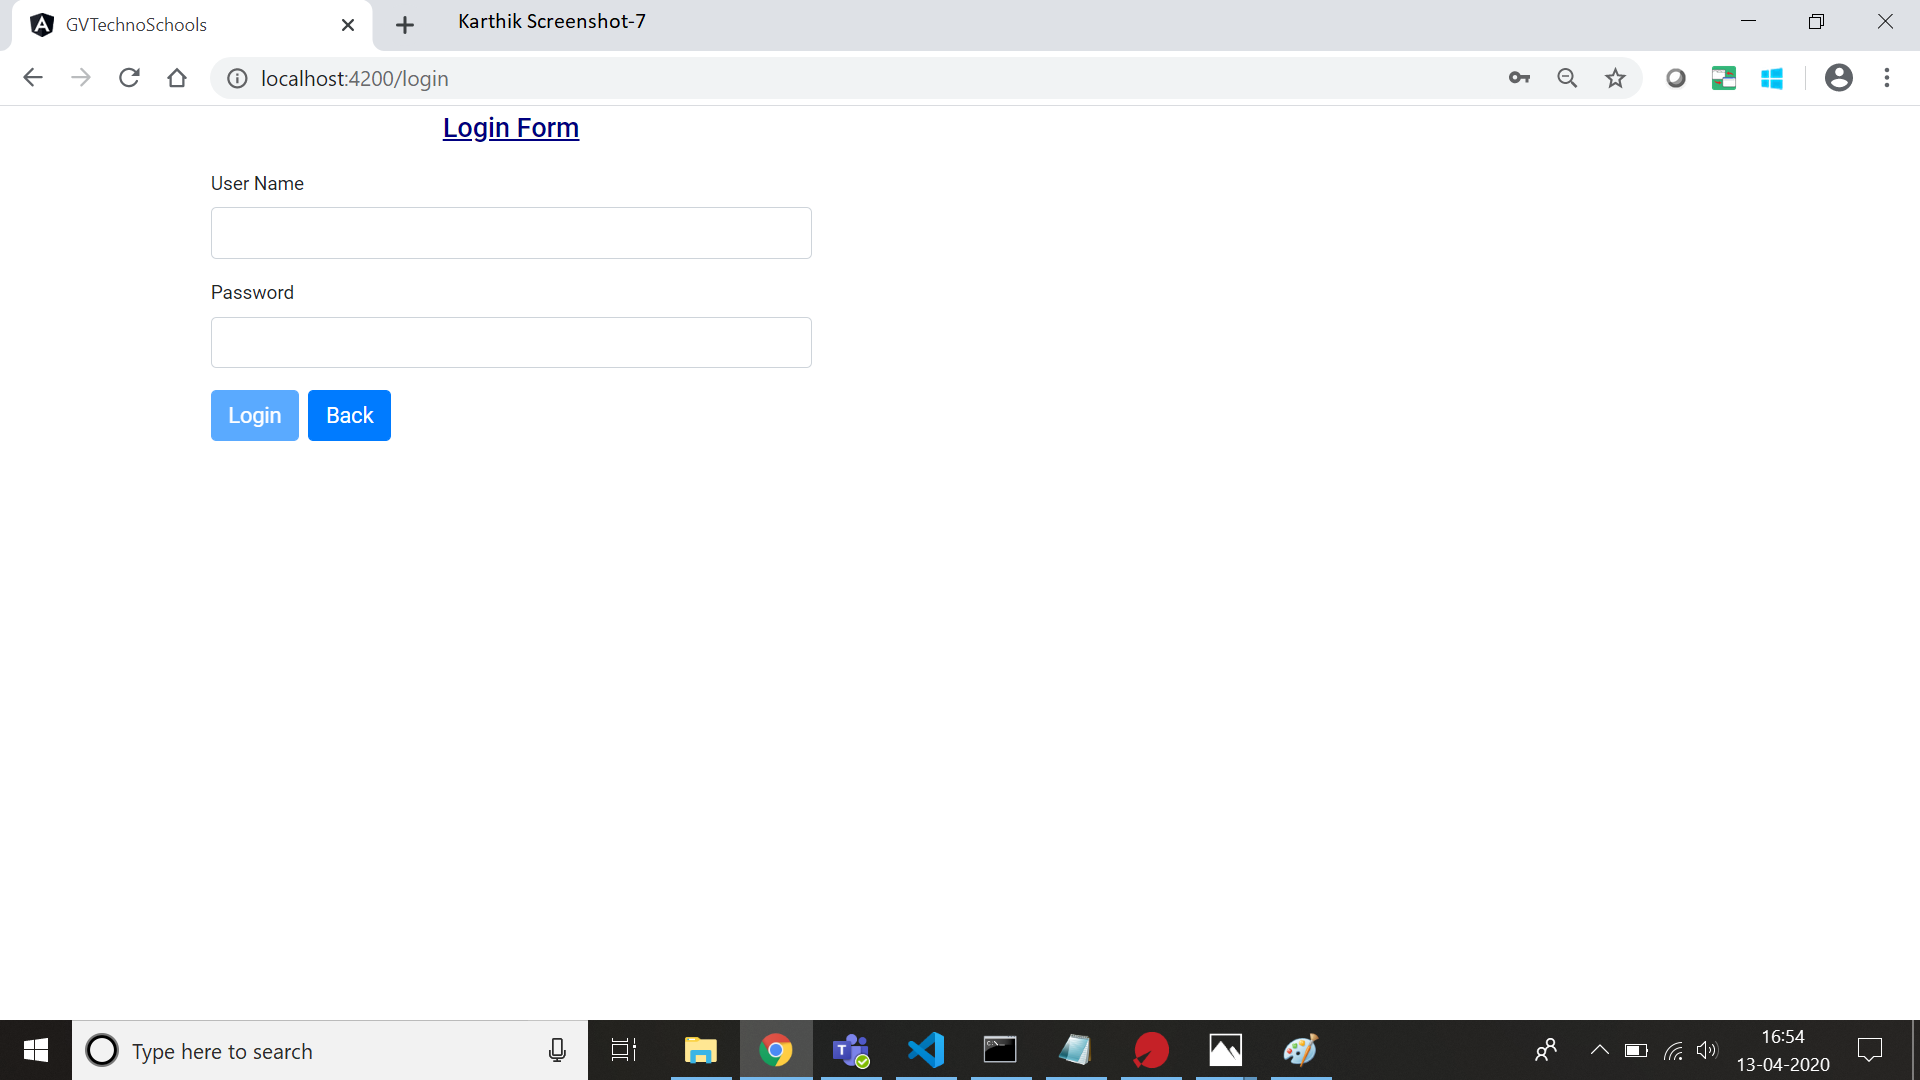 GVTechnoSchools
Karthik Screenshot-7
localhost:4200/login
Login Form
User Name
Password
Login Back
Type here to search
16:54
13-04-2020